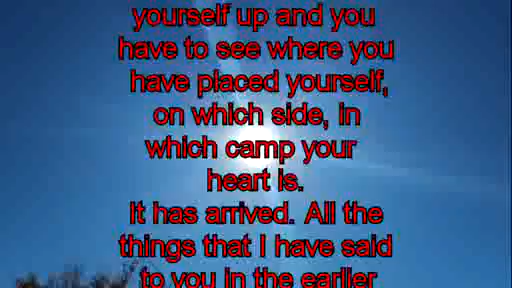 yourself up and you
have to see where you
have placed yourself,
on which side, in
which camp your
heart is.
It has arrived. All the
things that I have said
to you in the earlier